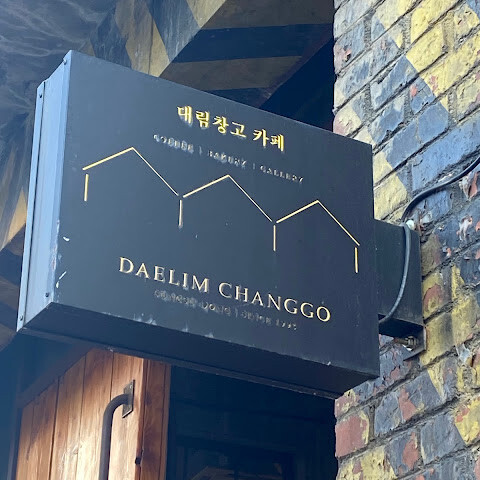 대림창고 카페
COFFEE | BAKERY | GALLERY
DAELIM CHANGGO